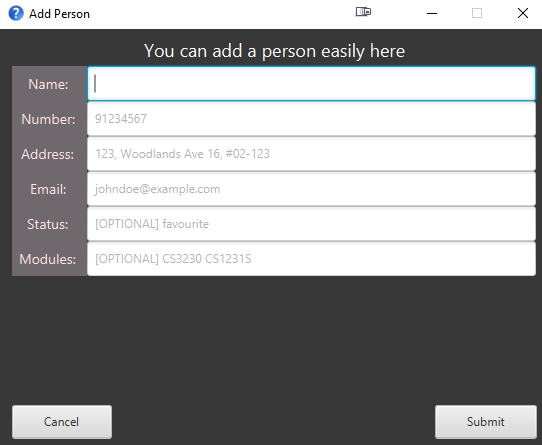 Add Person
You can add a person easily here
Name:
Number: 91234567
Address: 123, Woodlands Ave 16, #02-123
Email: johndoe@example.com
Status: [OPTIONAL] favourite
Modules: [OPTIONAL] CS3230 CS1231S
Cancel Submit